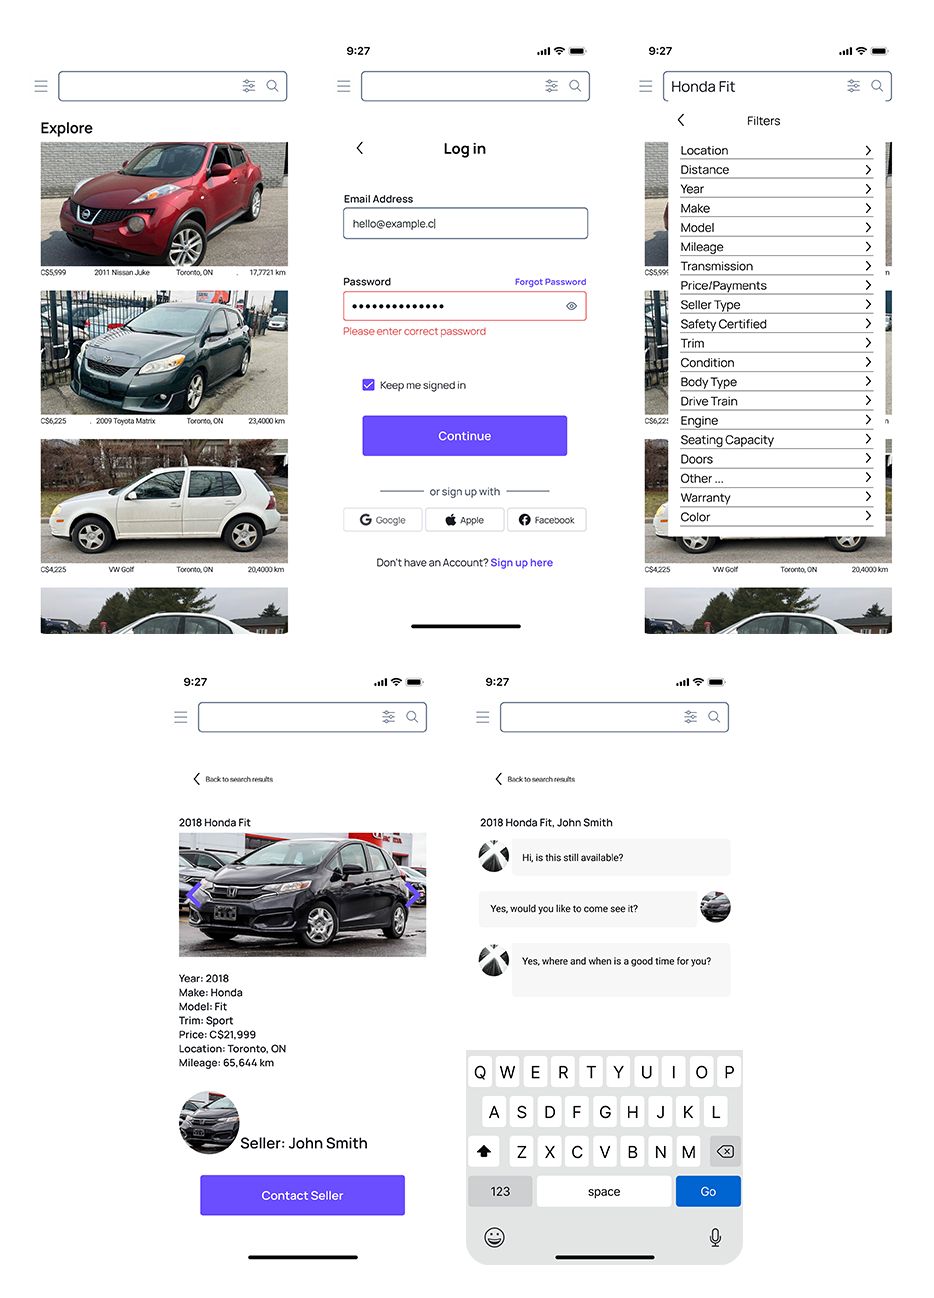 9:27
9:27
Honda Fit
Explore
Log in
Filters
Email Address
hello@example.c
Password
Forgot Password
••••••••••••••
Please enter correct password
Keep me signed in
Continue
or sign up with
Google
Apple
Facebook
Don't have an Account? Sign up here
C$5,999 2011 Nissan Juke Toronto, ON . 17,7721 km
C$6,225 . 2009 Toyota Matrix Toronto, ON 23,4000 km
C$4,225 VW Golf Toronto, ON 20,4000 km
Location
Distance
Year
Make
Model
Mileage
Transmission
Price/Payments
Seller Type
Safety Certified
Trim
Condition
Body Type
Drive Train
Engine
Seating Capacity
Doors
Other ...
Warranty
Color
C$5,99
km
C$6,22
km
C$4,225 VW Golf Toronto, ON 20,4000 km
9:27
Back to search results
2018 Honda Fit
Year: 2018
Make: Honda
Model: Fit
Trim: Sport
Price: C$21,999
Location: Toronto, ON
Mileage: 65,644 km
Seller: John Smith
Contact Seller
9:27
Back to search results
2018 Honda Fit, John Smith
Hi, is this still available?
Yes, would you like to come see it?
Yes, where and when is a good time for you?
Q W E R T Y U I O P
A S D F G H J K L
Z X C V B N M
123 space Go